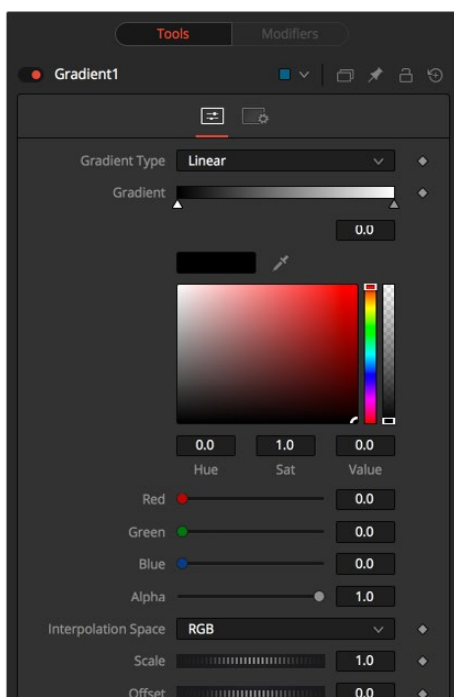 Tools Modifiers
Gradient1
Gradient Type Linear
Gradient
0.0
0.0 1.0 0.0
Hue Sat Value
Red 0.0
Green 0.0
Blue 0.0
Alpha 1.0
Interpolation Space RGB
Scale 1.0
Offset 0.0